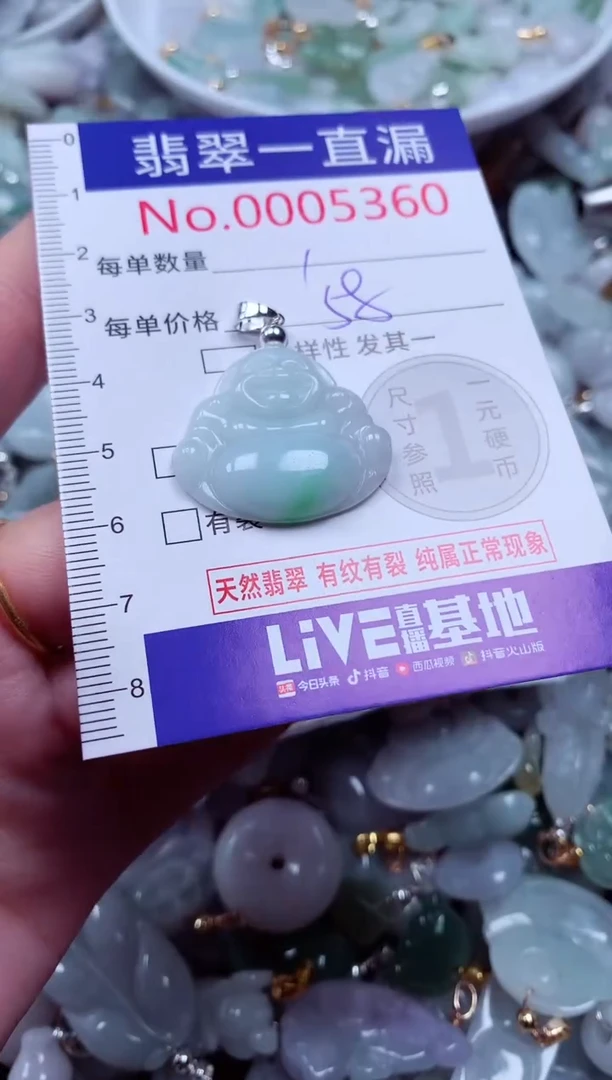 翡翠一直漏
No.0005360
每单数量 1
每单价格 58
样性 发其一
尺寸参照
1
一元硬币
有裂
天然翡翠 有纹有裂 纯属正常现象
LiVE直播基地
头条 今日头条 抖音 西瓜视频 抖音火山版
0
1
2
3
4
5
6
7
8